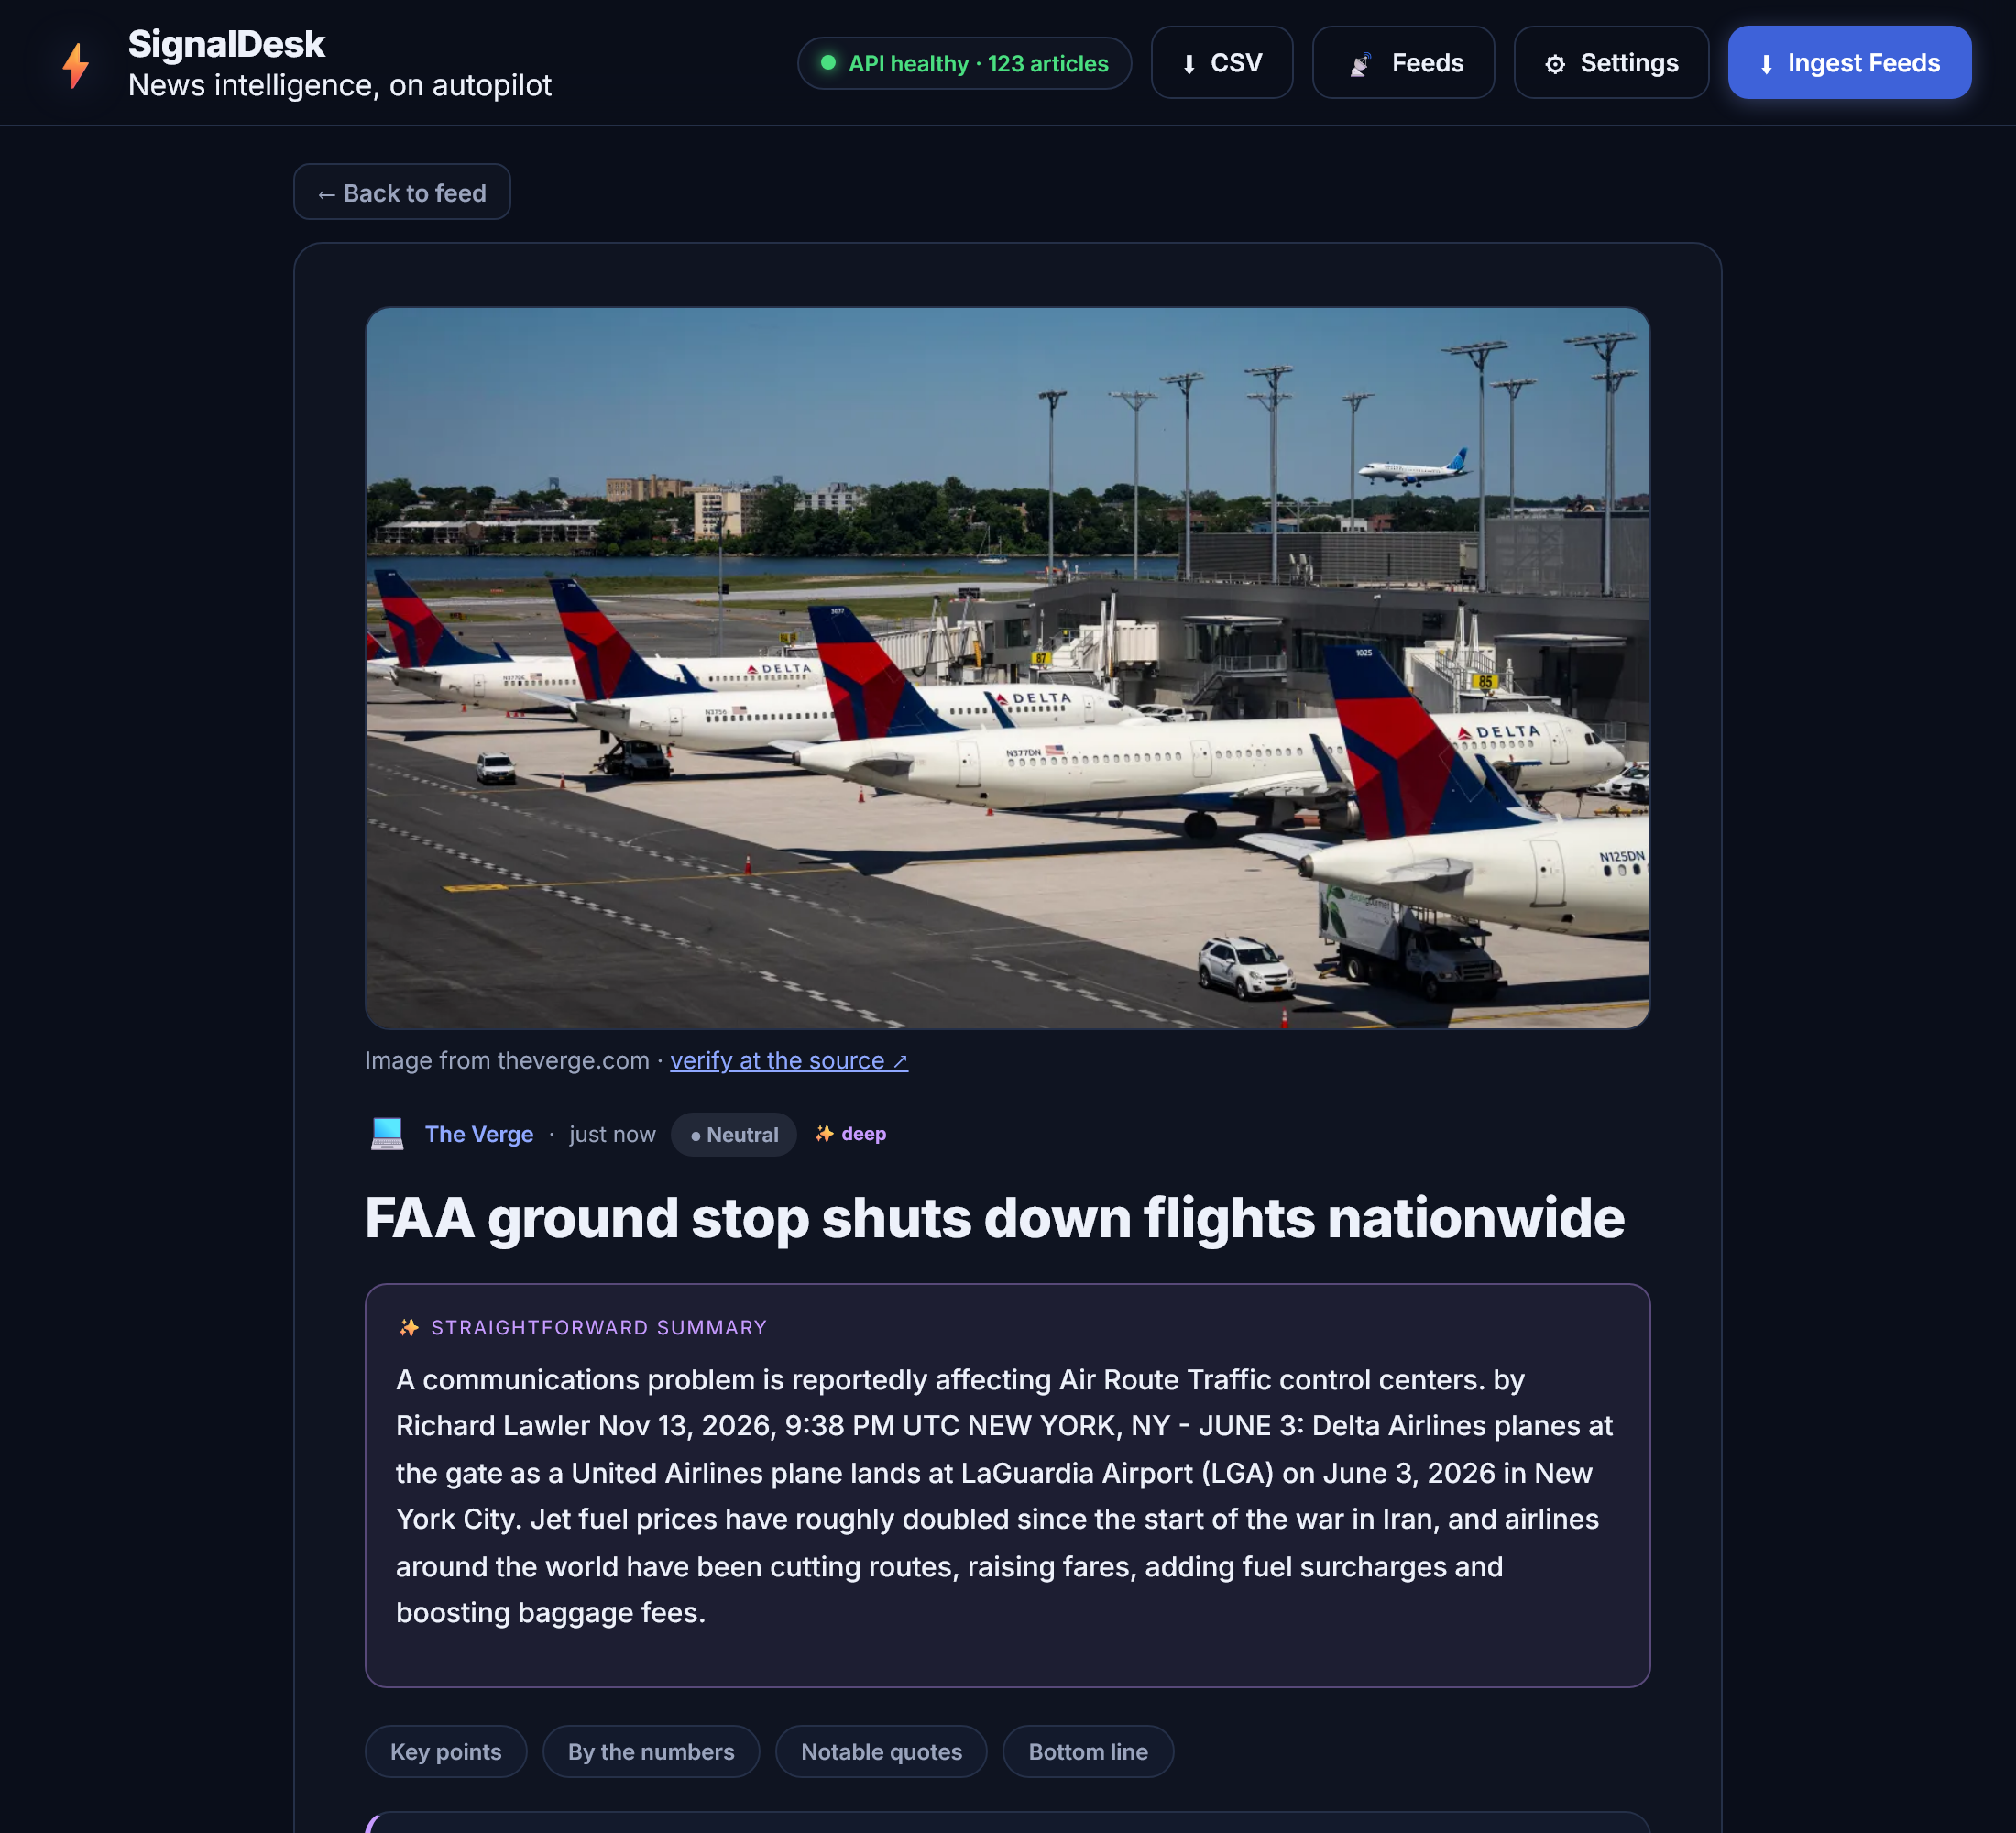 SignalDesk
News intelligence, on autopilot
API healthy · 123 articles
⬇ CSV
Feeds
⚙ Settings
⬇ Ingest Feeds
← Back to feed
DELTA
DELTA
DELTA
N3756
N377DN
N125DN
3077
1025
87
85
Image from theverge.com · verify at the source ↗
The Verge · just now ● Neutral ✨ deep
FAA ground stop shuts down flights nationwide
✨ STRAIGHTFORWARD SUMMARY
A communications problem is reportedly affecting Air Route Traffic control centers. by
Richard Lawler Nov 13, 2026, 9:38 PM UTC NEW YORK, NY - JUNE 3: Delta Airlines planes at
the gate as a United Airlines plane lands at LaGuardia Airport (LGA) on June 3, 2026 in New
York City. Jet fuel prices have roughly doubled since the start of the war in Iran, and airlines
around the world have been cutting routes, raising fares, adding fuel surcharges and
boosting baggage fees.
Key points
By the numbers
Notable quotes
Bottom line